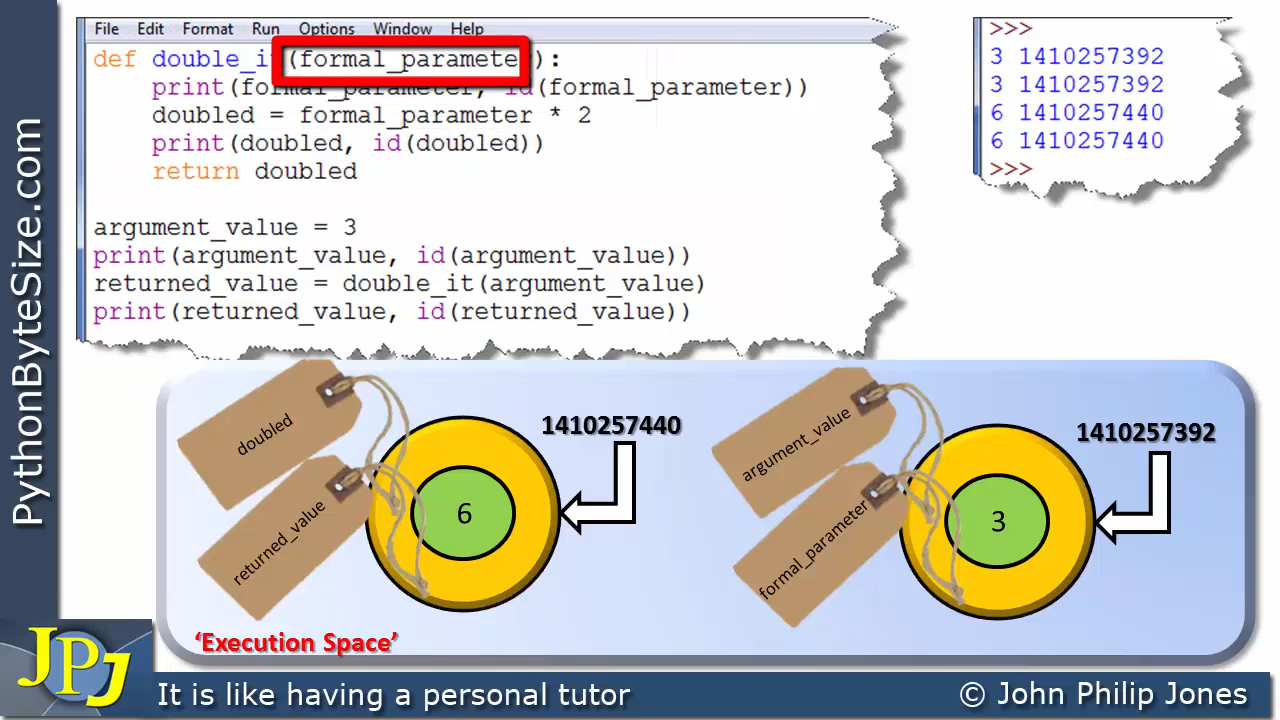 PythonByteSize.com
File Edit Format Run Options Window Help
def double_it(formal_parameter):
    print(formal_parameter, id(formal_parameter))
    doubled = formal_parameter * 2
    print(doubled, id(doubled))
    return doubled
argument_value = 3
print(argument_value, id(argument_value))
returned_value = double_it(argument_value)
print(returned_value, id(returned_value))
>>>
3 1410257392
3 1410257392
6 1410257440
6 1410257440
>>>
doubled
returned_value
6
1410257440
argument_value
formal_parameter
3
1410257392
‘Execution Space’
JPJ
It is like having a personal tutor
© John Philip Jones